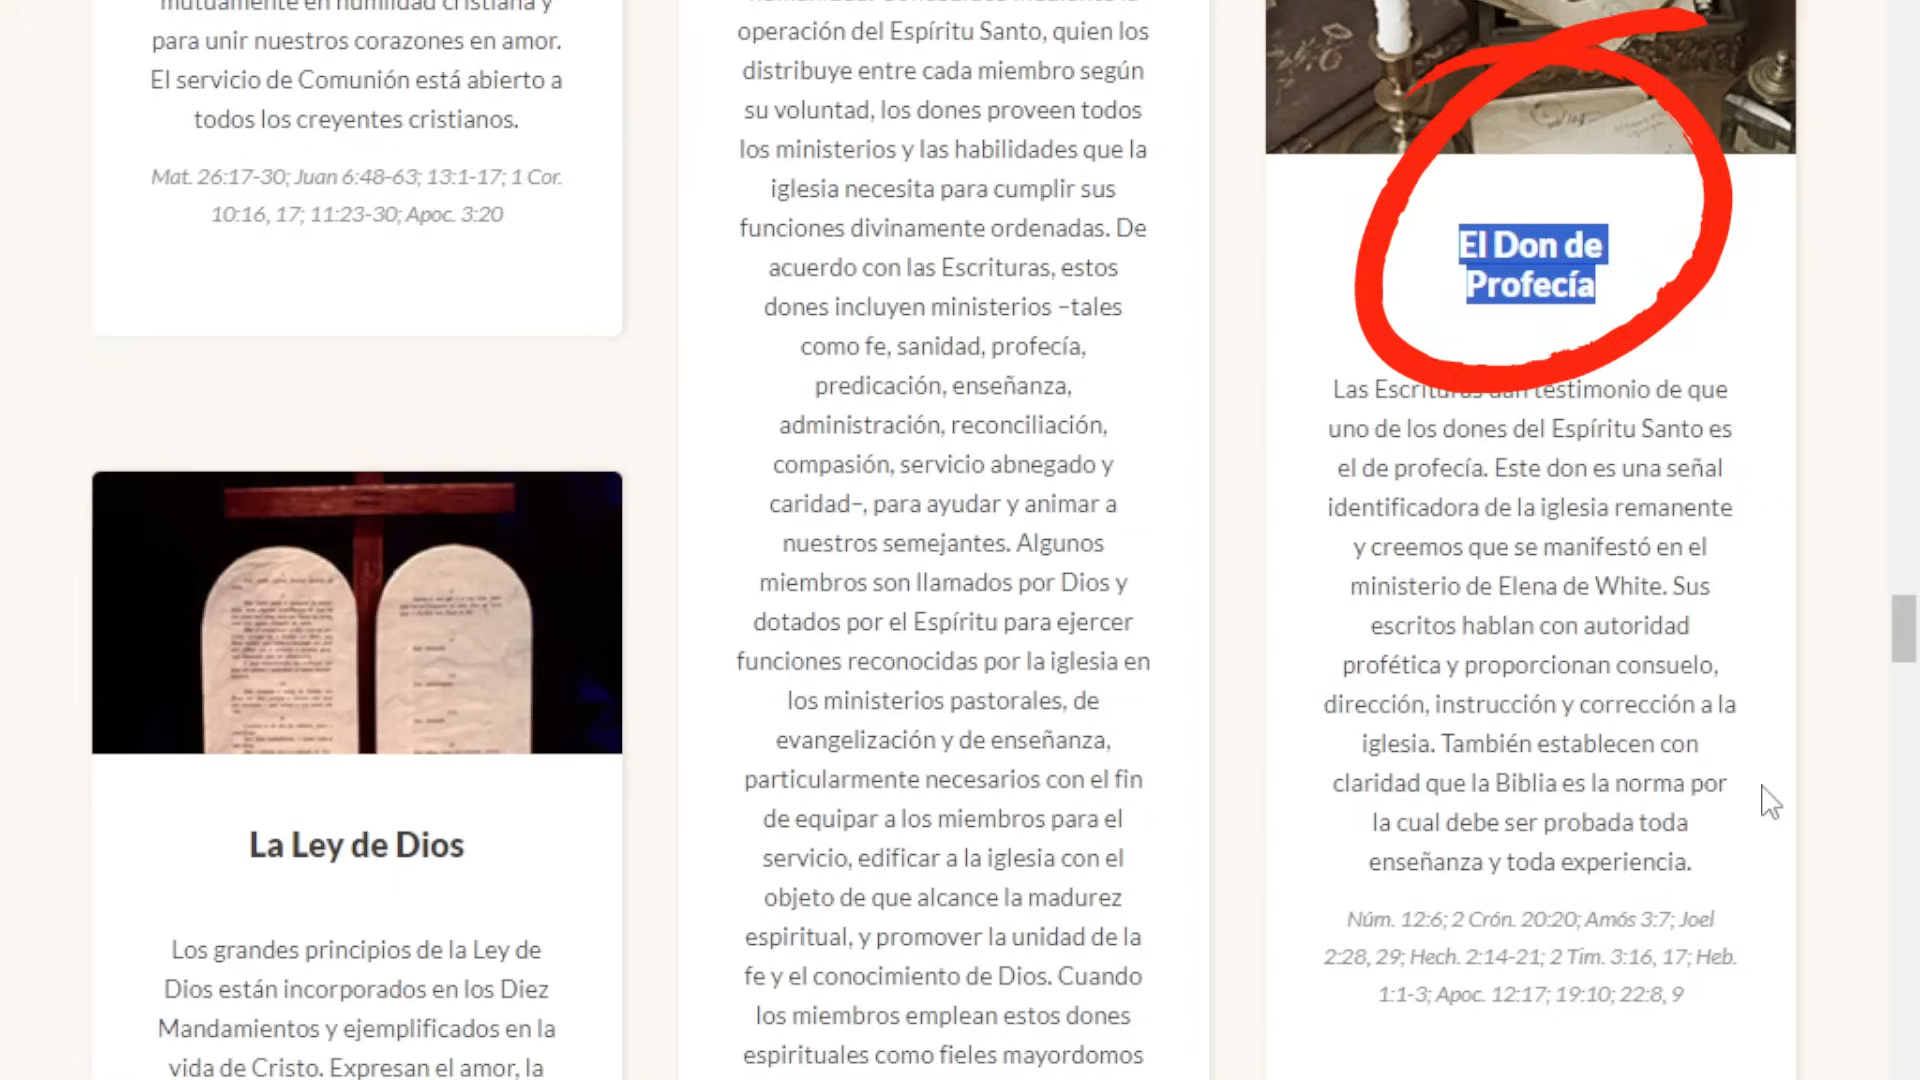 mutuamente en humildad cristiana y
para unir nuestros corazones en amor.
El servicio de Comunión está abierto a
todos los creyentes cristianos.
Mat. 26:17-30; Juan 6:48-63; 13:1-17; 1 Cor.
10:16, 17; 11:23-30; Apoc. 3:20
La Ley de Dios
Los grandes principios de la Ley de
Dios están incorporados en los Diez
Mandamientos y ejemplificados en la
vida de Cristo. Expresan el amor, la
operación del Espíritu Santo, quien los
distribuye entre cada miembro según
su voluntad, los dones proveen todos
los ministerios y las habilidades que la
iglesia necesita para cumplir sus
funciones divinamente ordenadas. De
acuerdo con las Escrituras, estos
dones incluyen ministerios –tales
como fe, sanidad, profecía,
predicación, enseñanza,
administración, reconciliación,
compasión, servicio abnegado y
caridad–, para ayudar y animar a
nuestros semejantes. Algunos
miembros son llamados por Dios y
dotados por el Espíritu para ejercer
funciones reconocidas por la iglesia en
los ministerios pastorales, de
evangelización y de enseñanza,
particularmente necesarios con el fin
de equipar a los miembros para el
servicio, edificar a la iglesia con el
objeto de que alcance la madurez
espiritual, y promover la unidad de la
fe y el conocimiento de Dios. Cuando
los miembros emplean estos dones
espirituales como fieles mayordomos
El Don de
Profecía
Las Escrituras dan testimonio de que
uno de los dones del Espíritu Santo es
el de profecía. Este don es una señal
identificadora de la iglesia remanente
y creemos que se manifestó en el
ministerio de Elena de White. Sus
escritos hablan con autoridad
profética y proporcionan consuelo,
dirección, instrucción y corrección a la
iglesia. También establecen con
claridad que la Biblia es la norma por
la cual debe ser probada toda
enseñanza y toda experiencia.
Núm. 12:6; 2 Crón. 20:20; Amós 3:7; Joel
2:28, 29; Hech. 2:14-21; 2 Tim. 3:16, 17; Heb.
1:1-3; Apoc. 12:17; 19:10; 22:8, 9